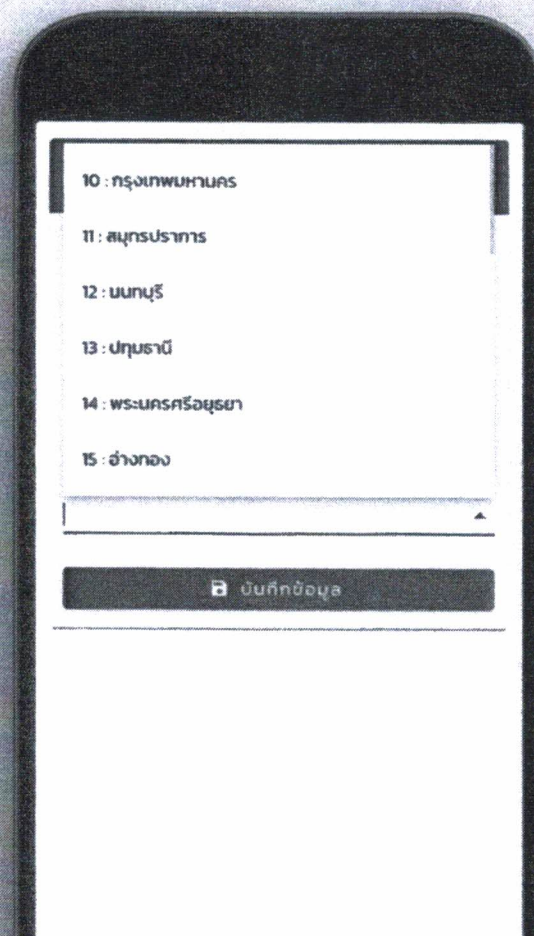 10 : กรุงเทพมหานคร
11 : สมุทรปราการ
12 : นนทบุรี
13 : ปทุมธานี
14 : พระนครศรีอยุธยา
15 : อ่างทอง
บันทึกข้อมูล